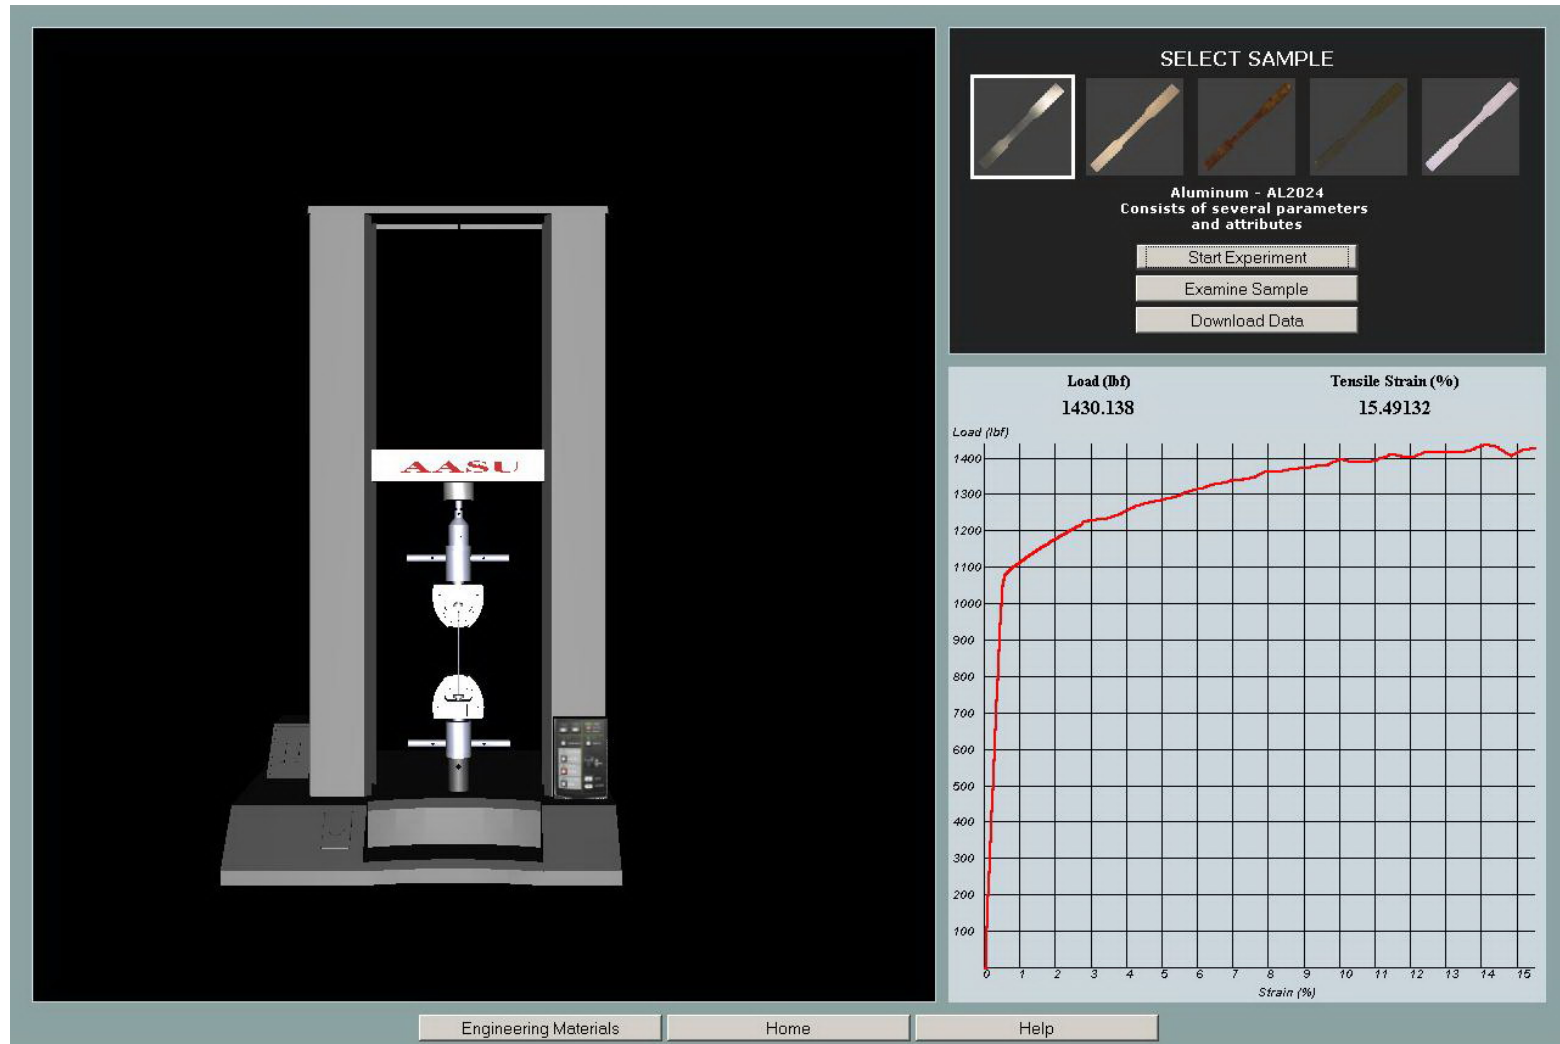 AASU
SELECT SAMPLE
Aluminum - AL2024
Consists of several parameters
and attributes
Start Experiment
Examine Sample
Download Data
Load (lbf)
Tensile Strain (%)
1430.138
15.49132
Load (lbf)
1400
1300
1200
1100
1000
900
800
700
600
500
400
300
200
100
0 1 2 3 4 5 6 7 8 9 10 11 12 13 14 15
Strain (%)
Engineering Materials
Home
Help